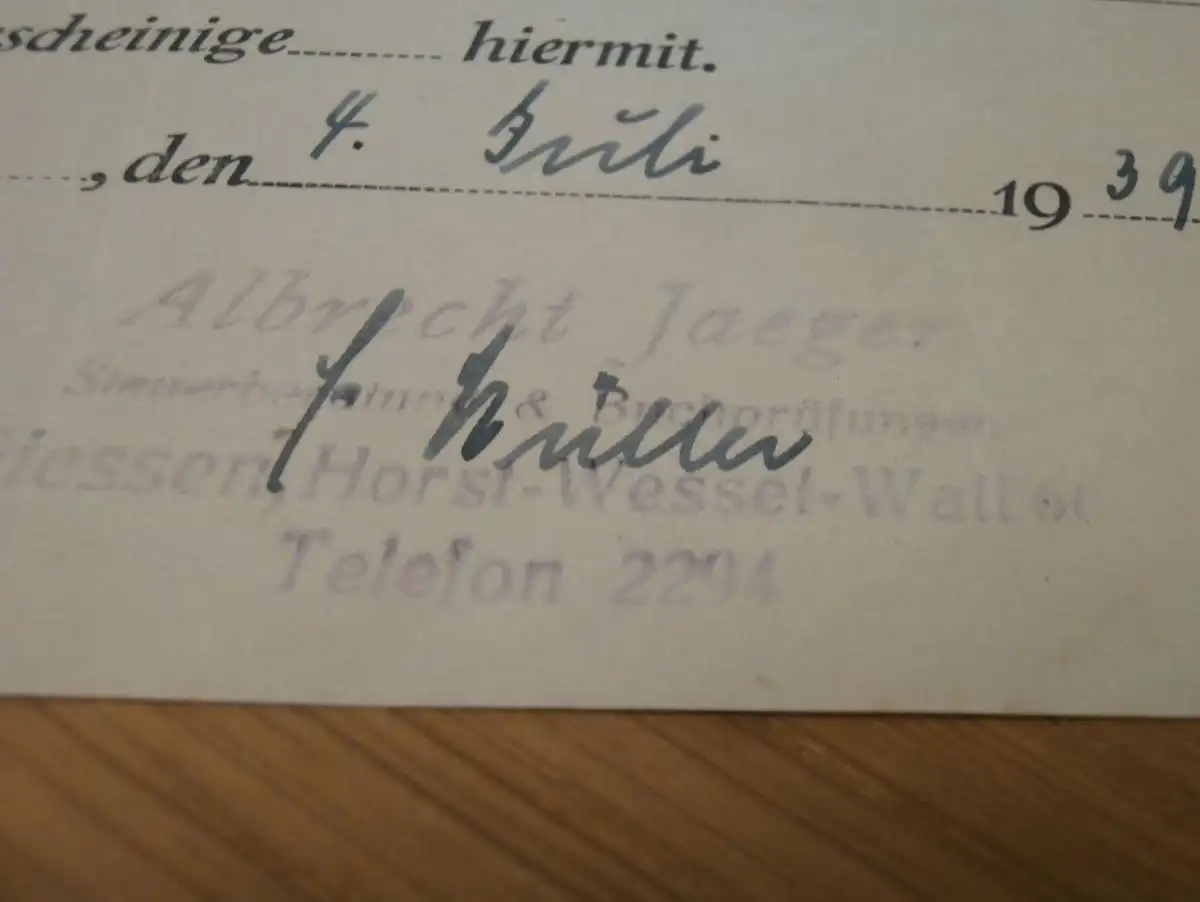 scheinige hiermit.
, den 4. Juli 1939
Albrecht Jaeger
Steuerberatung & Buchprüfungen
Giessen, Horst-Wessel-Wall
Müller
Telefon 2294